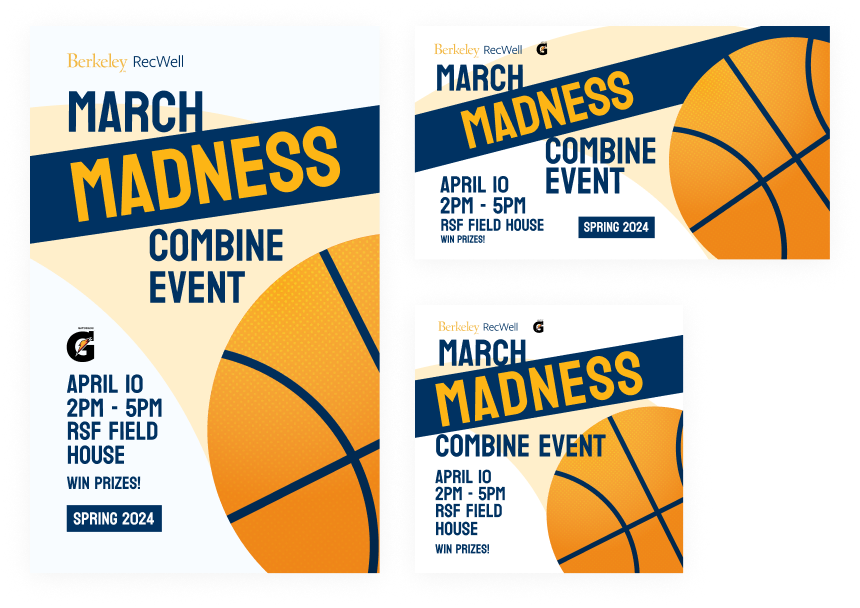 Berkeley RecWell
MARCH
MADNESS
COMBINE
EVENT
G
APRIL 10
2PM - 5PM
RSF FIELD
HOUSE
WIN PRIZES!
SPRING 2024
Berkeley RecWell G
MARCH
MADNESS
COMBINE
EVENT
APRIL 10
2PM - 5PM
RSF FIELD HOUSE
WIN PRIZES!
SPRING 2024
Berkeley RecWell G
MARCH
MADNESS
COMBINE EVENT
APRIL 10
2PM - 5PM
RSF FIELD
HOUSE
WIN PRIZES!